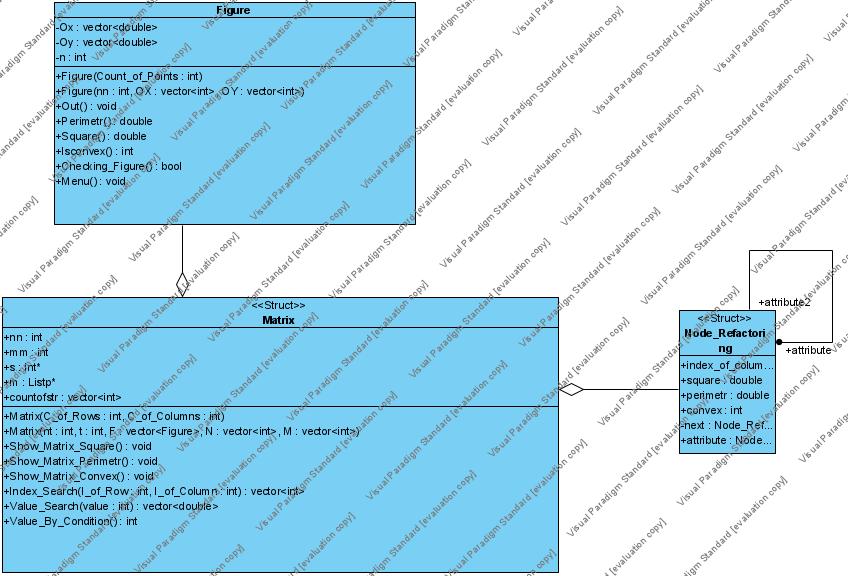 Figure
-Ox : vector<double>
-Oy : vector<double>
-n : int
+Figure(Count_of_Points : int)
+Figure(nn : int, OX : vector<int>, OY : vector<int>)
+Out() : void
+Perimetr() : double
+Square() : double
+Isconvex() : int
+Checking_Figure() : bool
+Menu() : void
<<Struct>>
Matrix
+nn : int
+mm : int
+s : int*
+m : Listp*
+countofstr : vector<int>
+Matrix(C_of_Rows : int, C_of_Columns : int)
+Matrix(nt : int, t : int, F : vector<Figure>, N : vector<int>, M : vector<int>)
+Show_Matrix_Square() : void
+Show_Matrix_Perimetr() : void
+Show_Matrix_Convex() : void
+Index_Search(I_of_Row : int, I_of_Column : int) : vector<int>
+Value_Search(value : int) : vector<double>
+Value_By_Condition() : int
+attribute2
<<Struct>>
Node_Refactori
ng
+attribute
+index_of_colum...
+square : double
+perimetr : double
+convex : int
-next : Node_Ref...
+attribute : Node...
Visual Paradigm Standard [evaluation copy]